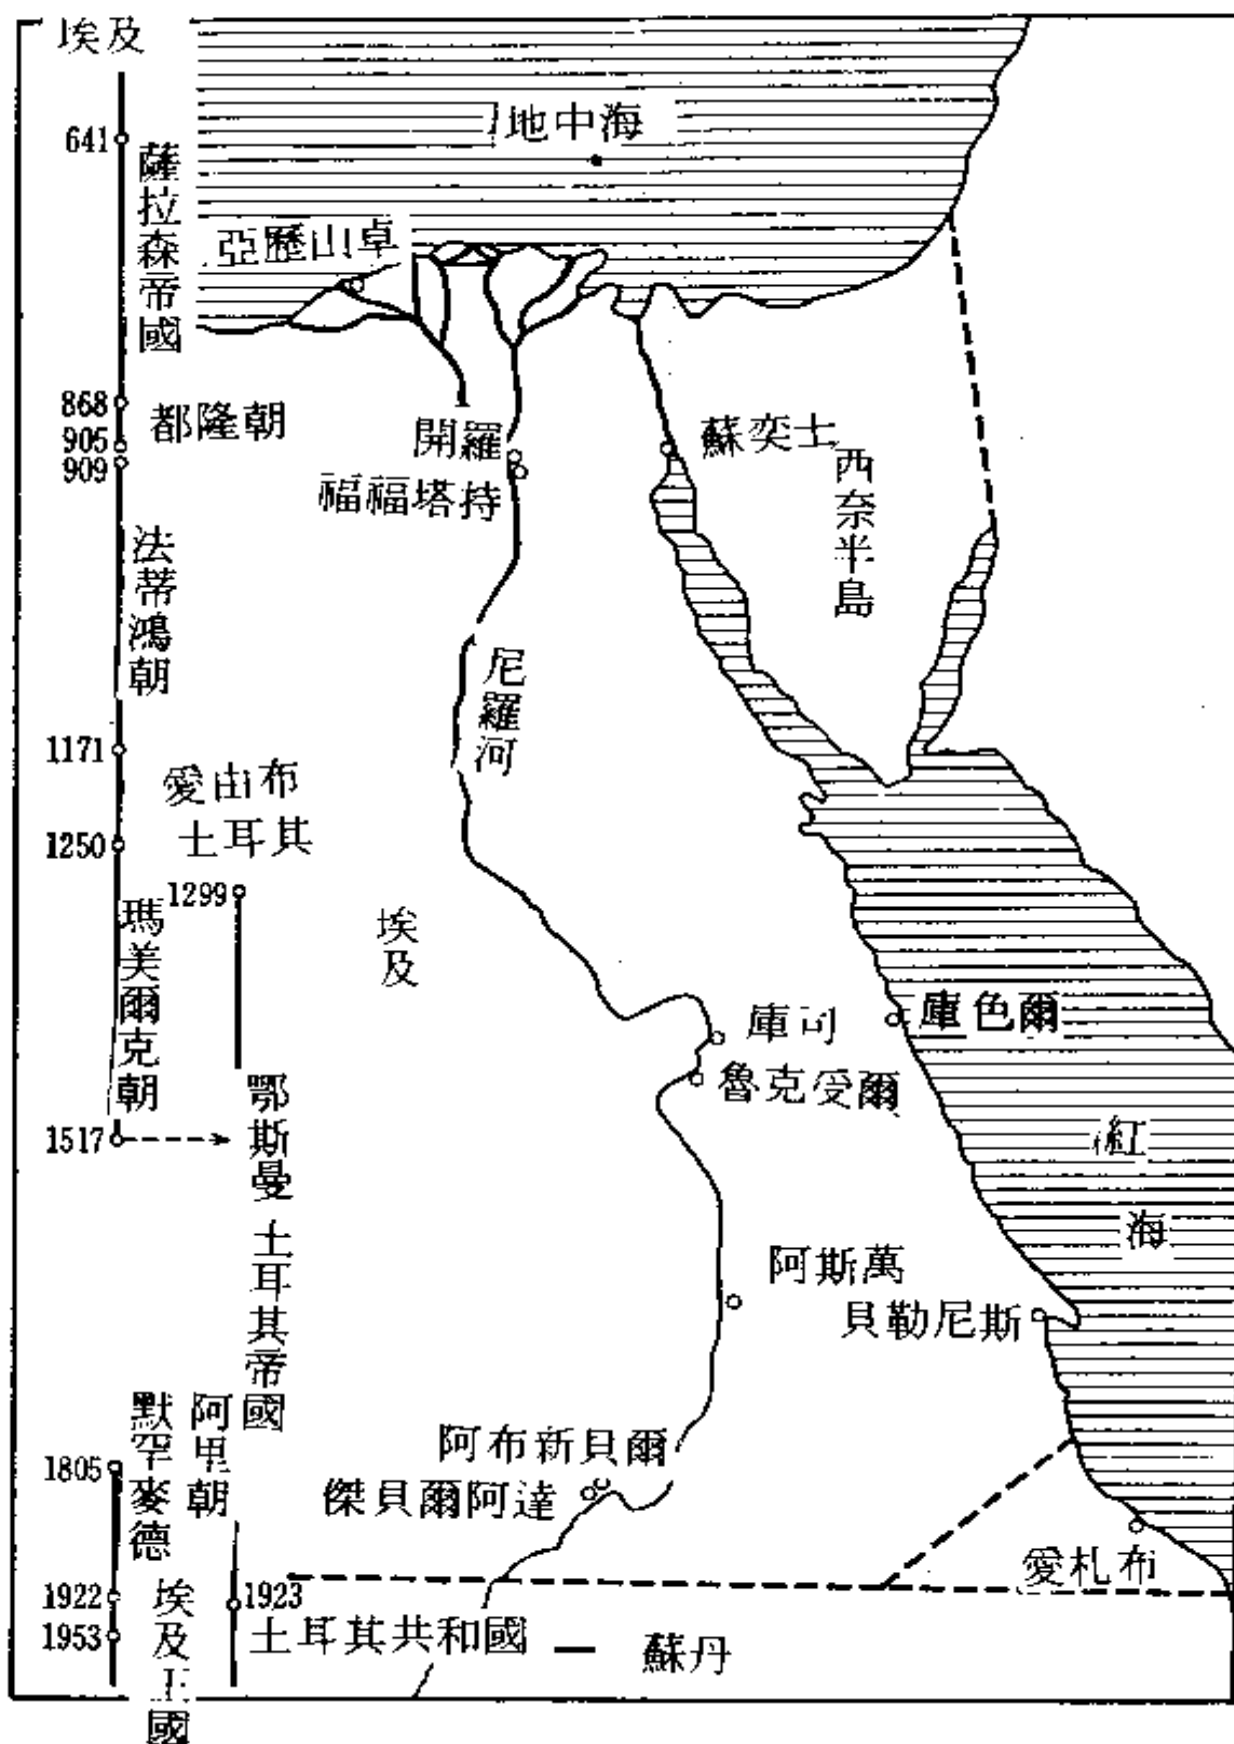 埃及
641
薩拉森帝國
868
都隆朝
905
909
法蒂鴻朝
1171
愛由布
1250
土耳其
1299
瑪美爾克朝
1517
鄂斯曼土耳其帝國
1805
默罕麥德
阿里朝
1922
1923
埃及王國
1953
土耳其共和國
地中海
亞歷山卓
開羅
福福塔持
蘇奕士
西奈半島
尼羅河
埃及
庫司
庫色爾
魯克受爾
紅海
阿斯萬
貝勒尼斯
阿布新貝爾
傑貝爾阿達
愛札布
蘇丹